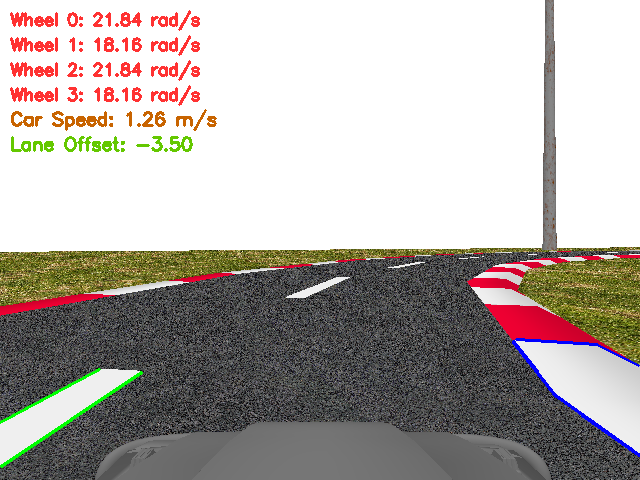 Wheel 0: 21.84 rad/s
Wheel 1: 18.16 rad/s
Wheel 2: 21.84 rad/s
Wheel 3: 18.16 rad/s
Car Speed: 1.26 m/s
Lane Offset: -3.50